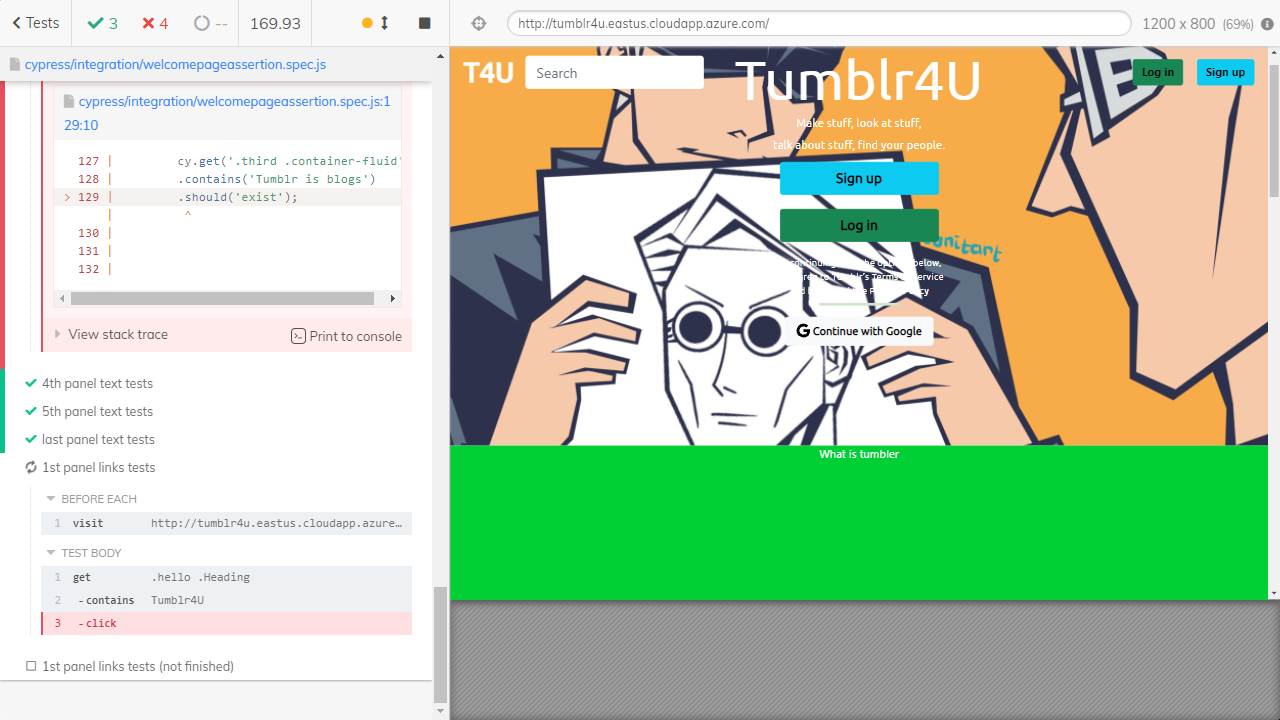 Tests
3
4
--
169.93
http://tumblr4u.eastus.cloudapp.azure.com/
1200 x 800 (69%)
cypress/integration/welcomepageassertion.spec.js
cypress/integration/welcomepageassertion.spec.js:1
29:10
127 | cy.get('.third .container-fluid'
128 | .contains('Tumblr is blogs')
> 129 | .should('exist');
| ^
130 |
131 |
132 |
View stack trace
Print to console
4th panel text tests
5th panel text tests
last panel text tests
1st panel links tests
BEFORE EACH
1 visit http://tumblr4u.eastus.cloudapp.azure…
TEST BODY
1 get .hello .Heading
2 -contains Tumblr4U
3 -click
1st panel links tests (not finished)
T4U
Search
Tumblr4U
Log in
Sign up
Make stuff, look at stuff,
talk about stuff, find your people.
Sign up
Log in
Continue with Google
What is tumbler